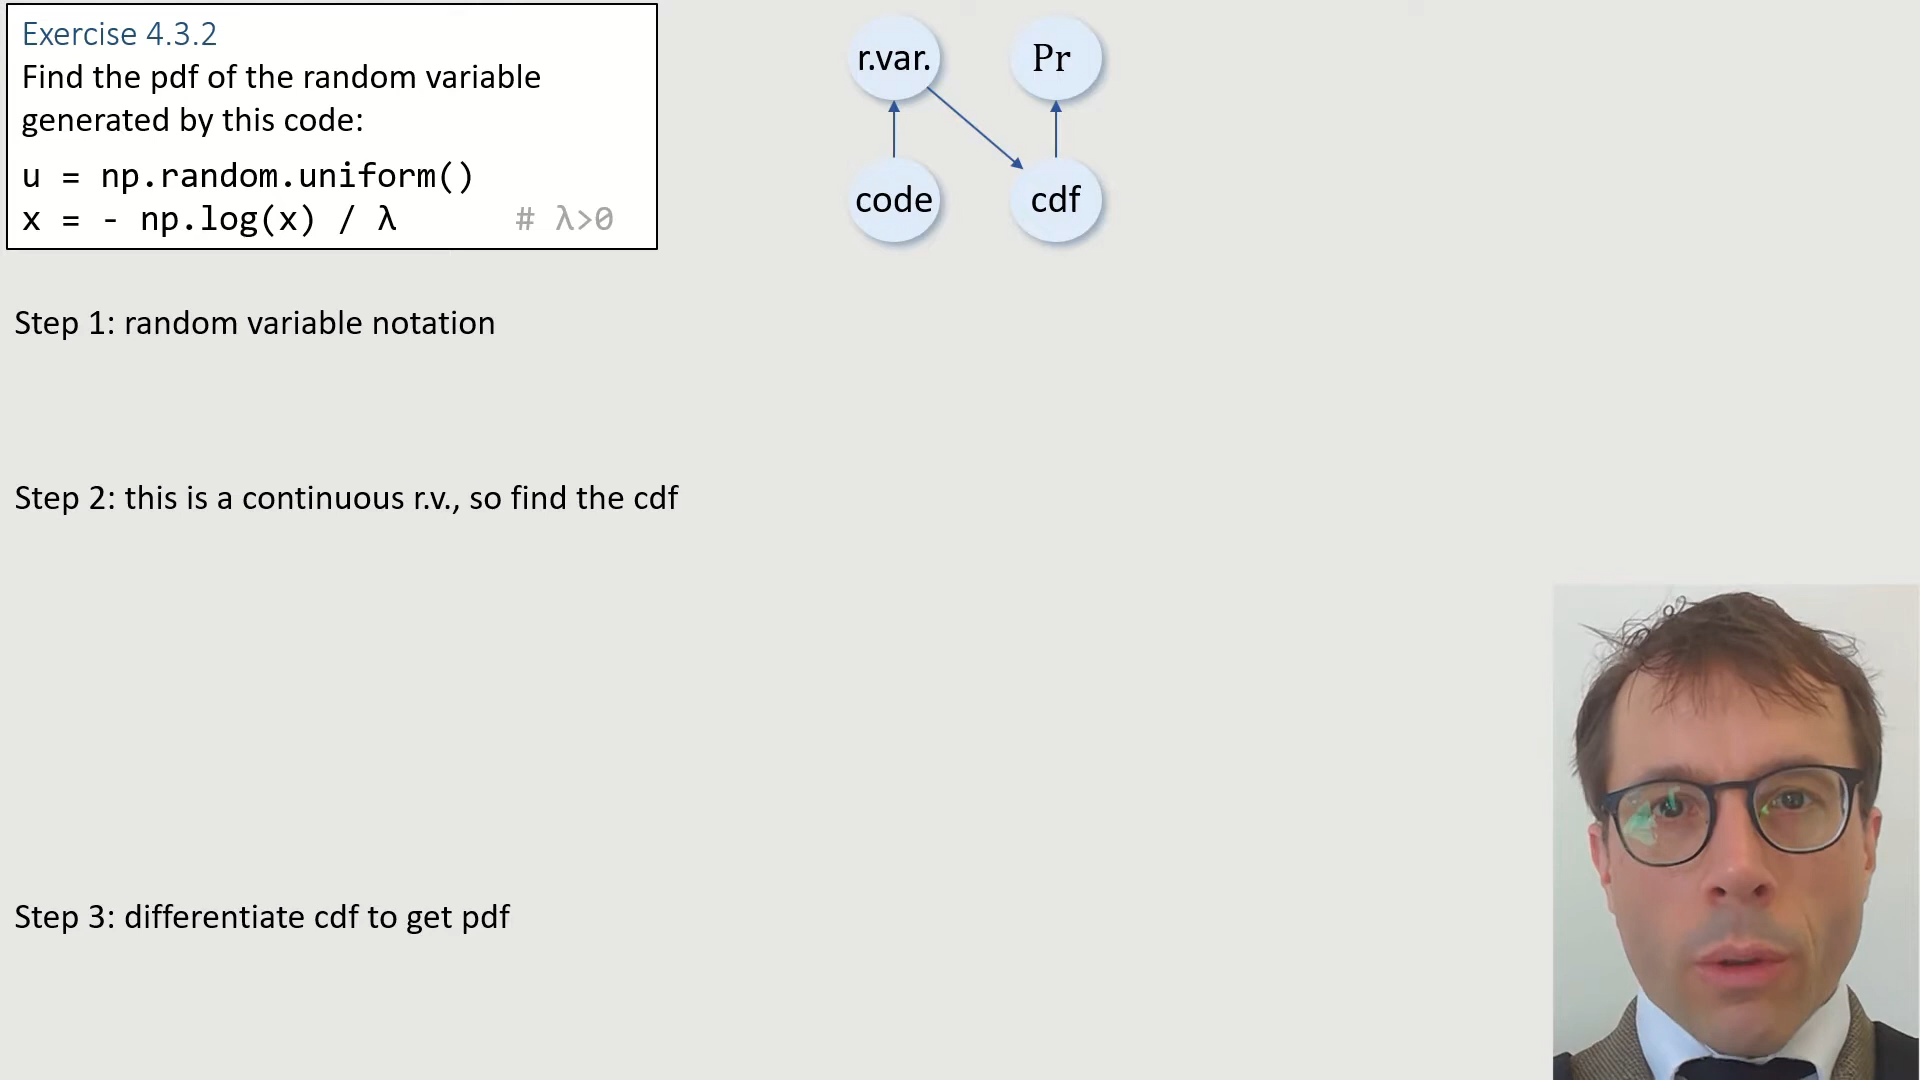 Exercise 4.3.2
Find the pdf of the random variable
generated by this code:
u = np.random.uniform()
x = - np.log(x) / λ # λ>0
r.var. Pr
code cdf
Step 1: random variable notation
Step 2: this is a continuous r.v., so find the cdf
Step 3: differentiate cdf to get pdf